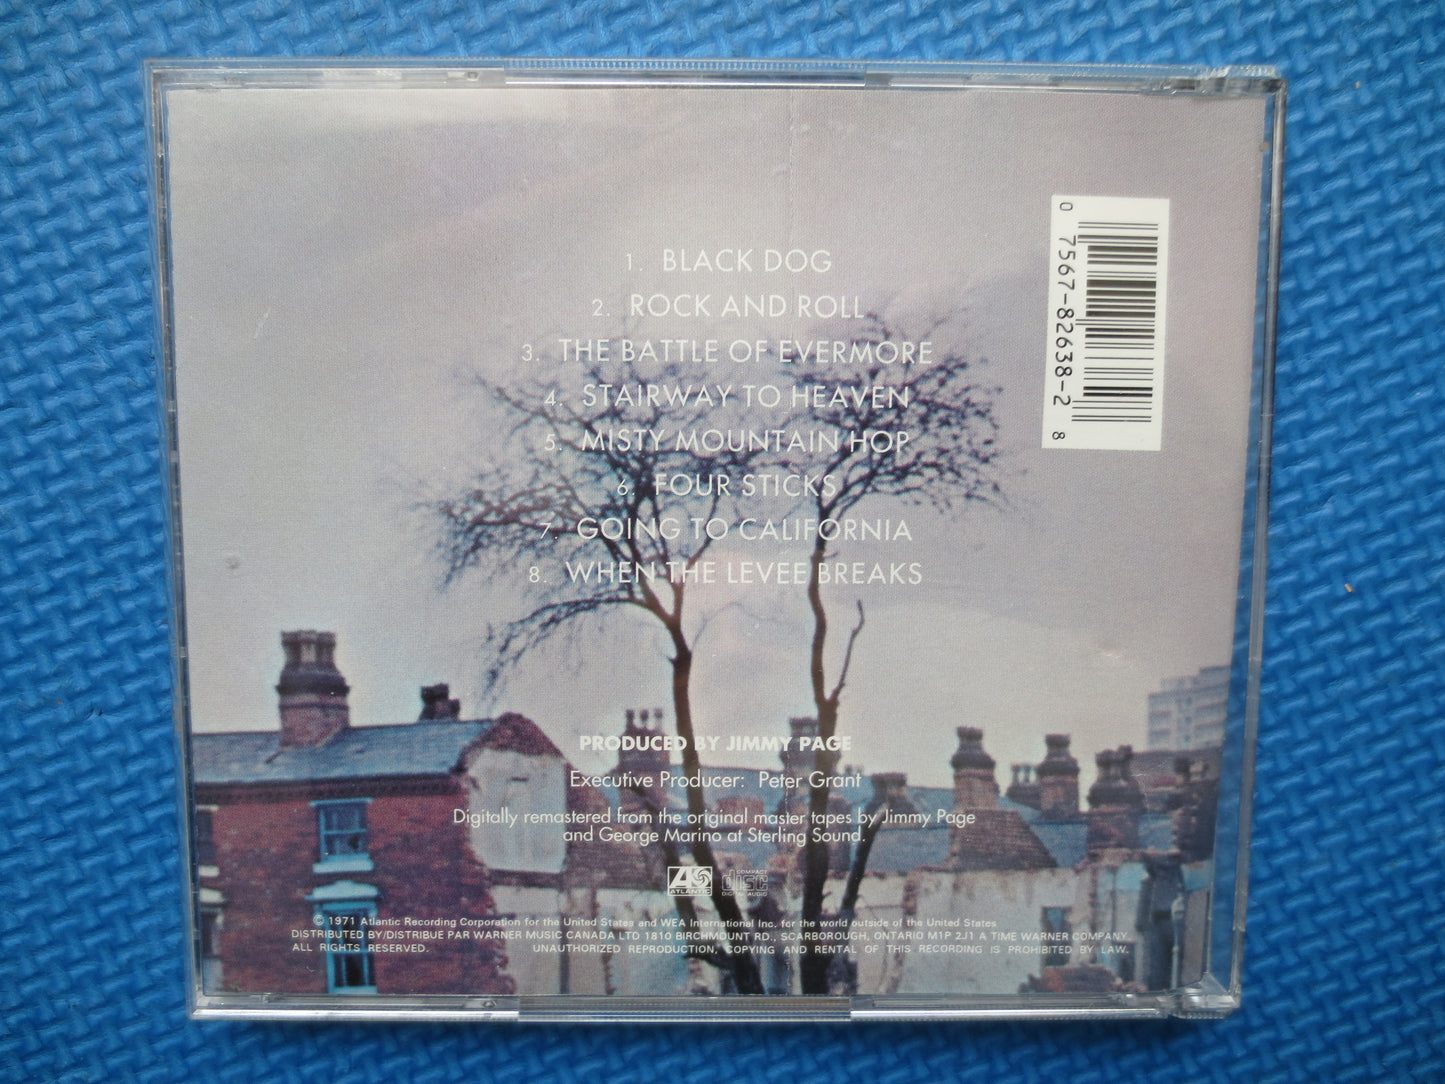 1. BLACK DOG
2. ROCK AND ROLL
3. THE BATTLE OF EVERMORE
4. STAIRWAY TO HEAVEN
5. MISTY MOUNTAIN HOP
6. FOUR STICKS
7. GOING TO CALIFORNIA
8. WHEN THE LEVEE BREAKS
0 7567-82638-2 8
PRODUCED BY JIMMY PAGE
Executive Producer: Peter Grant
Digitally remastered from the original master tapes by Jimmy Page
and George Marino at Sterling Sound.
ATLANTIC
COMPACT
disc
DIGITAL AUDIO
© 1971 Atlantic Recording Corporation for the United States and WEA International Inc. for the world outside of the United States
DISTRIBUTED BY/DISTRIBUE PAR WARNER MUSIC CANADA LTD 1810 BIRCHMOUNT RD., SCARBOROUGH, ONTARIO M1P 2J1 A TIME WARNER COMPANY.
ALL RIGHTS RESERVED. UNAUTHORIZED REPRODUCTION, COPYING AND RENTAL OF THIS RECORDING IS PROHIBITED BY LAW.